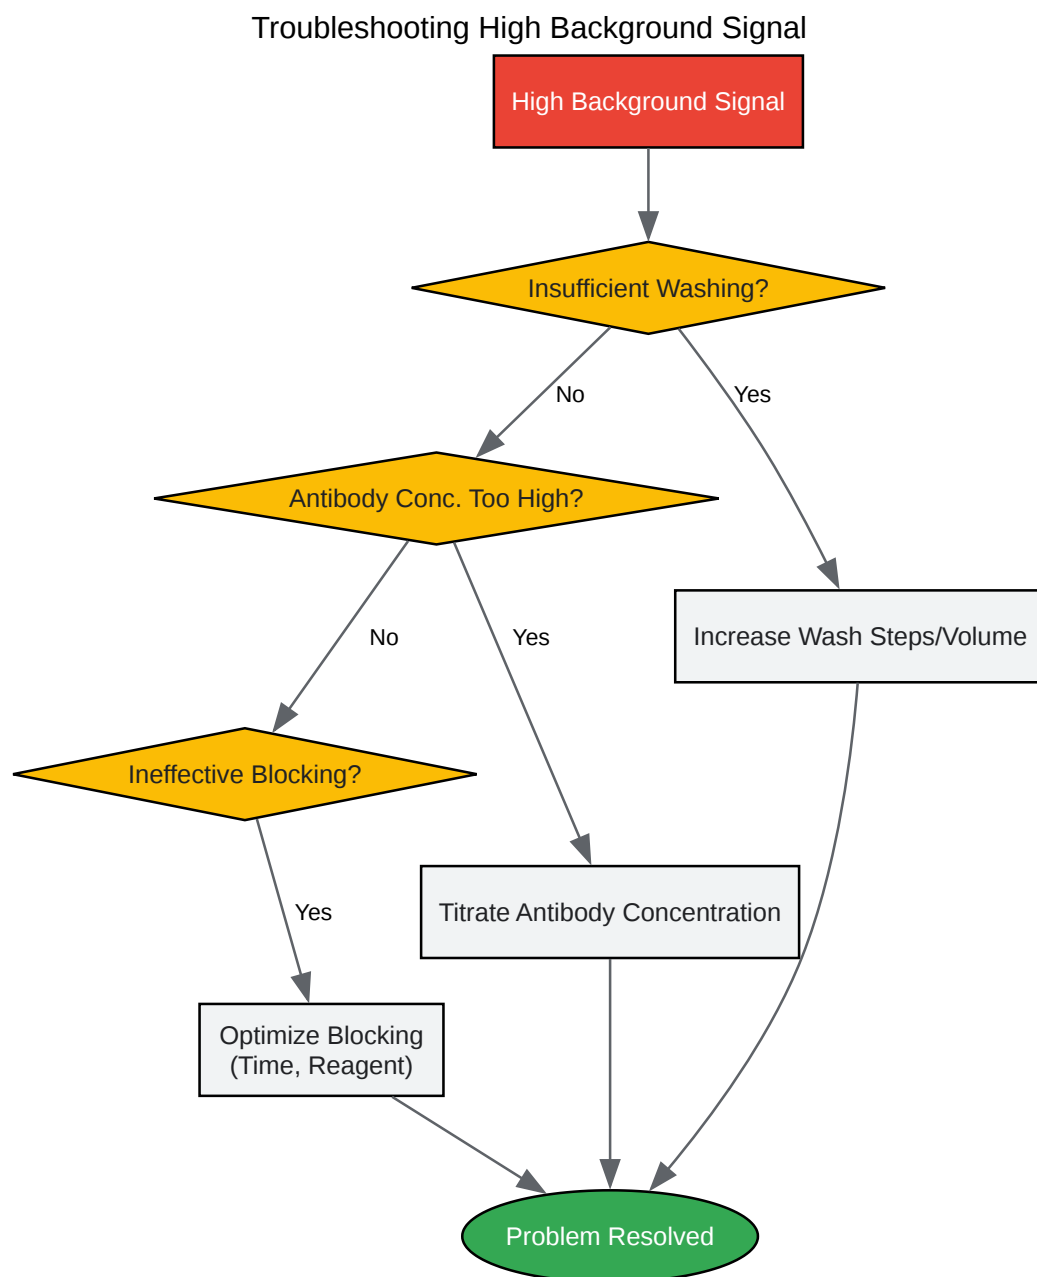 Troubleshooting High Background Signal
High Background Signal
Insufficient Washing?
No
Yes
Antibody Conc. Too High?
No
Yes
Increase Wash Steps/Volume
Ineffective Blocking?
Yes
Titrate Antibody Concentration
Optimize Blocking
(Time, Reagent)
Problem Resolved